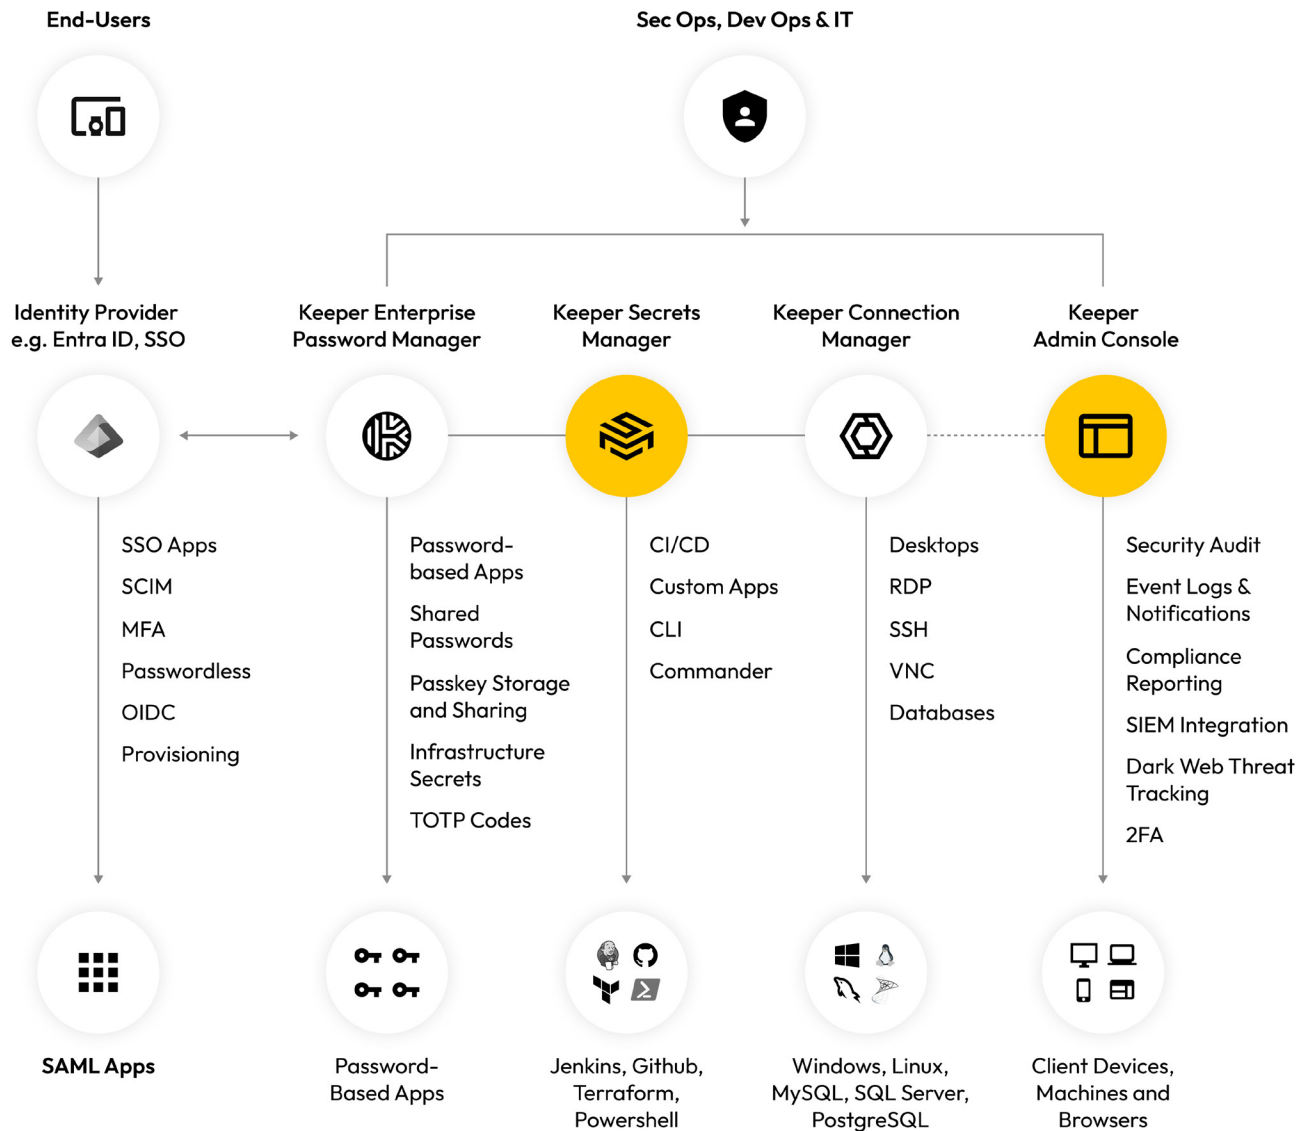 End-Users
Sec Ops, Dev Ops & IT
Identity Provider
e.g. Entra ID, SSO
Keeper Enterprise
Password Manager
Keeper Secrets
Manager
Keeper Connection
Manager
Keeper
Admin Console
SSO Apps
SCIM
MFA
Passwordless
OIDC
Provisioning
Password-
based Apps
Shared
Passwords
Passkey Storage
and Sharing
Infrastructure
Secrets
TOTP Codes
CI/CD
Custom Apps
CLI
Commander
Desktops
RDP
SSH
VNC
Databases
Security Audit
Event Logs &
Notifications
Compliance
Reporting
SIEM Integration
Dark Web Threat
Tracking
2FA
SAML Apps
Password-
Based Apps
Jenkins, Github,
Terraform,
Powershell
Windows, Linux,
MySQL, SQL Server,
PostgreSQL
Client Devices,
Machines and
Browsers